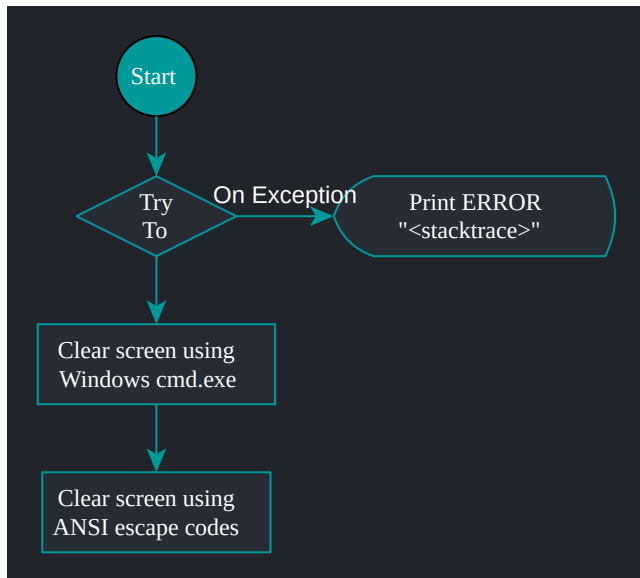 Start
Try
To
On Exception
Print ERROR
"<stacktrace>"
Clear screen using
Windows cmd.exe
Clear screen using
ANSI escape codes